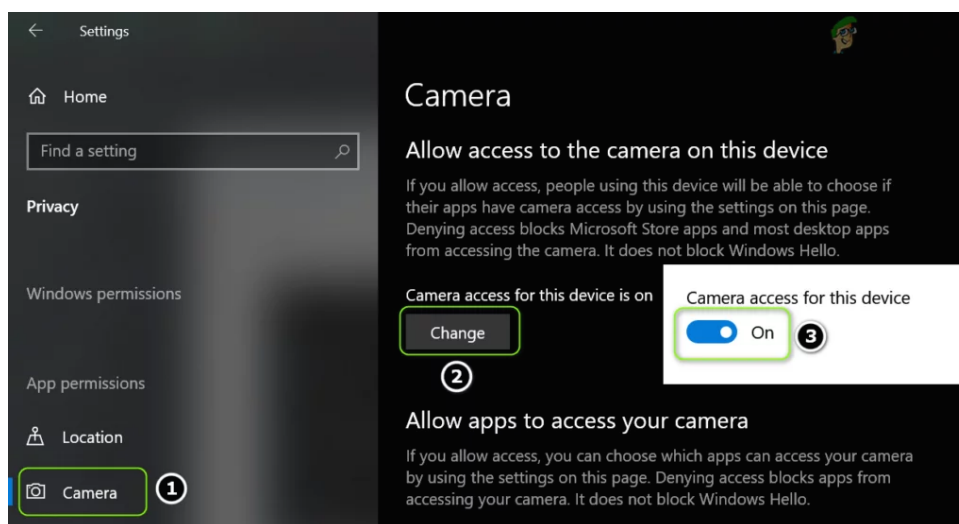 Settings
Home
Find a setting
Privacy
Windows permissions
App permissions
Location
Camera
1
Camera
Allow access to the camera on this device
If you allow access, people using this device will be able to choose if
their apps have camera access by using the settings on this page.
Denying access blocks Microsoft Store apps and most desktop apps
from accessing the camera. It does not block Windows Hello.
Camera access for this device is on
Change
2
Camera access for this device
On
3
Allow apps to access your camera
If you allow access, you can choose which apps can access your camera
by using the settings on this page. Denying access blocks apps from
accessing your camera. It does not block Windows Hello.